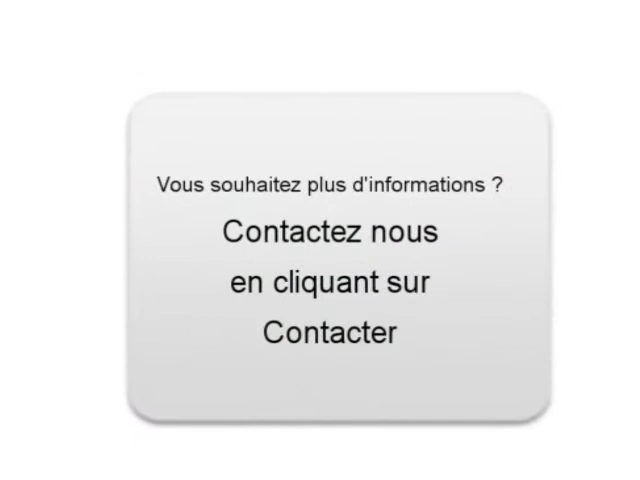 Vous souhaitez plus d'informations ?
Contactez nous
en cliquant sur
Contacter